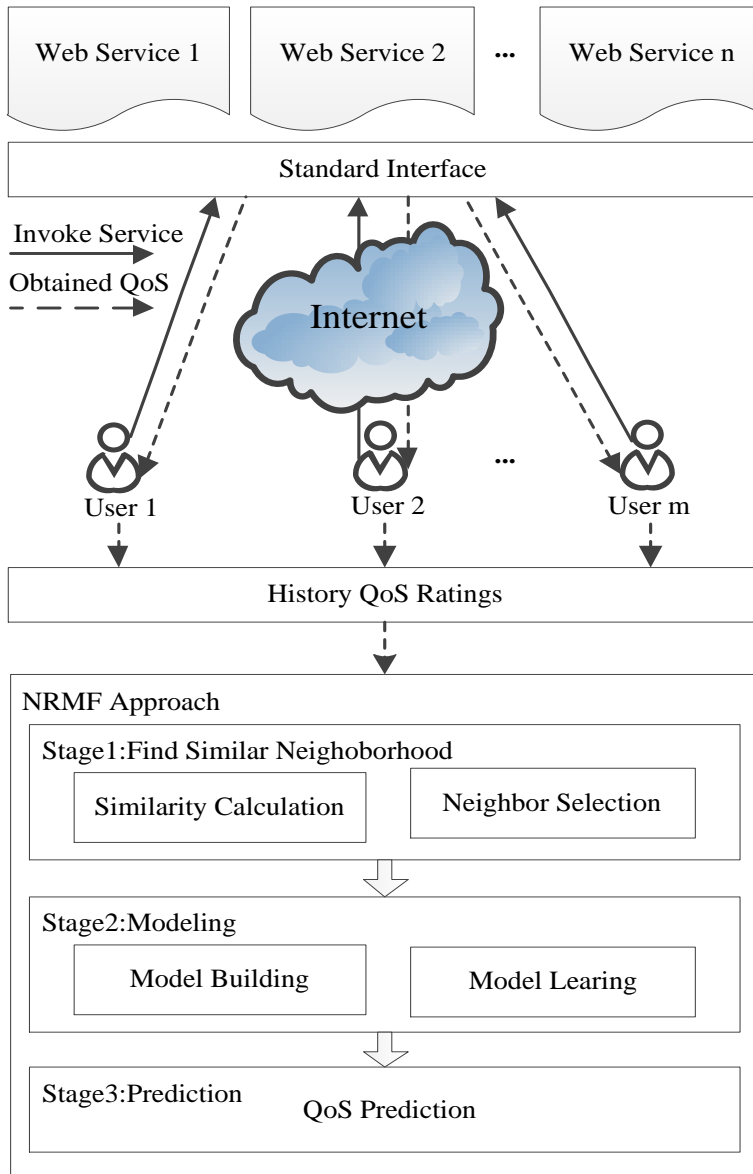 Web Service 1
Web Service 2
...
Web Service n
Standard Interface
Invoke Service
Obtained QoS
Internet
...
User 1
User 2
User m
History QoS Ratings
NRMF Approach
Stage1:Find Similar Neighoborhood
Similarity Calculation
Neighbor Selection
Stage2:Modeling
Model Building
Model Learing
Stage3:Prediction
QoS Prediction